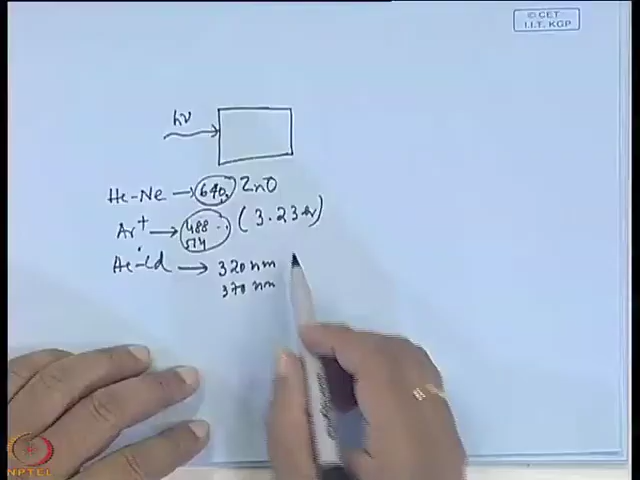 © CET
I.I.T. KGP
hν
He-Ne → 640, ZnO
Ar+ → 488.. (3.23 eV)
514
He-Cd → 320 nm
370 nm
NPTEL